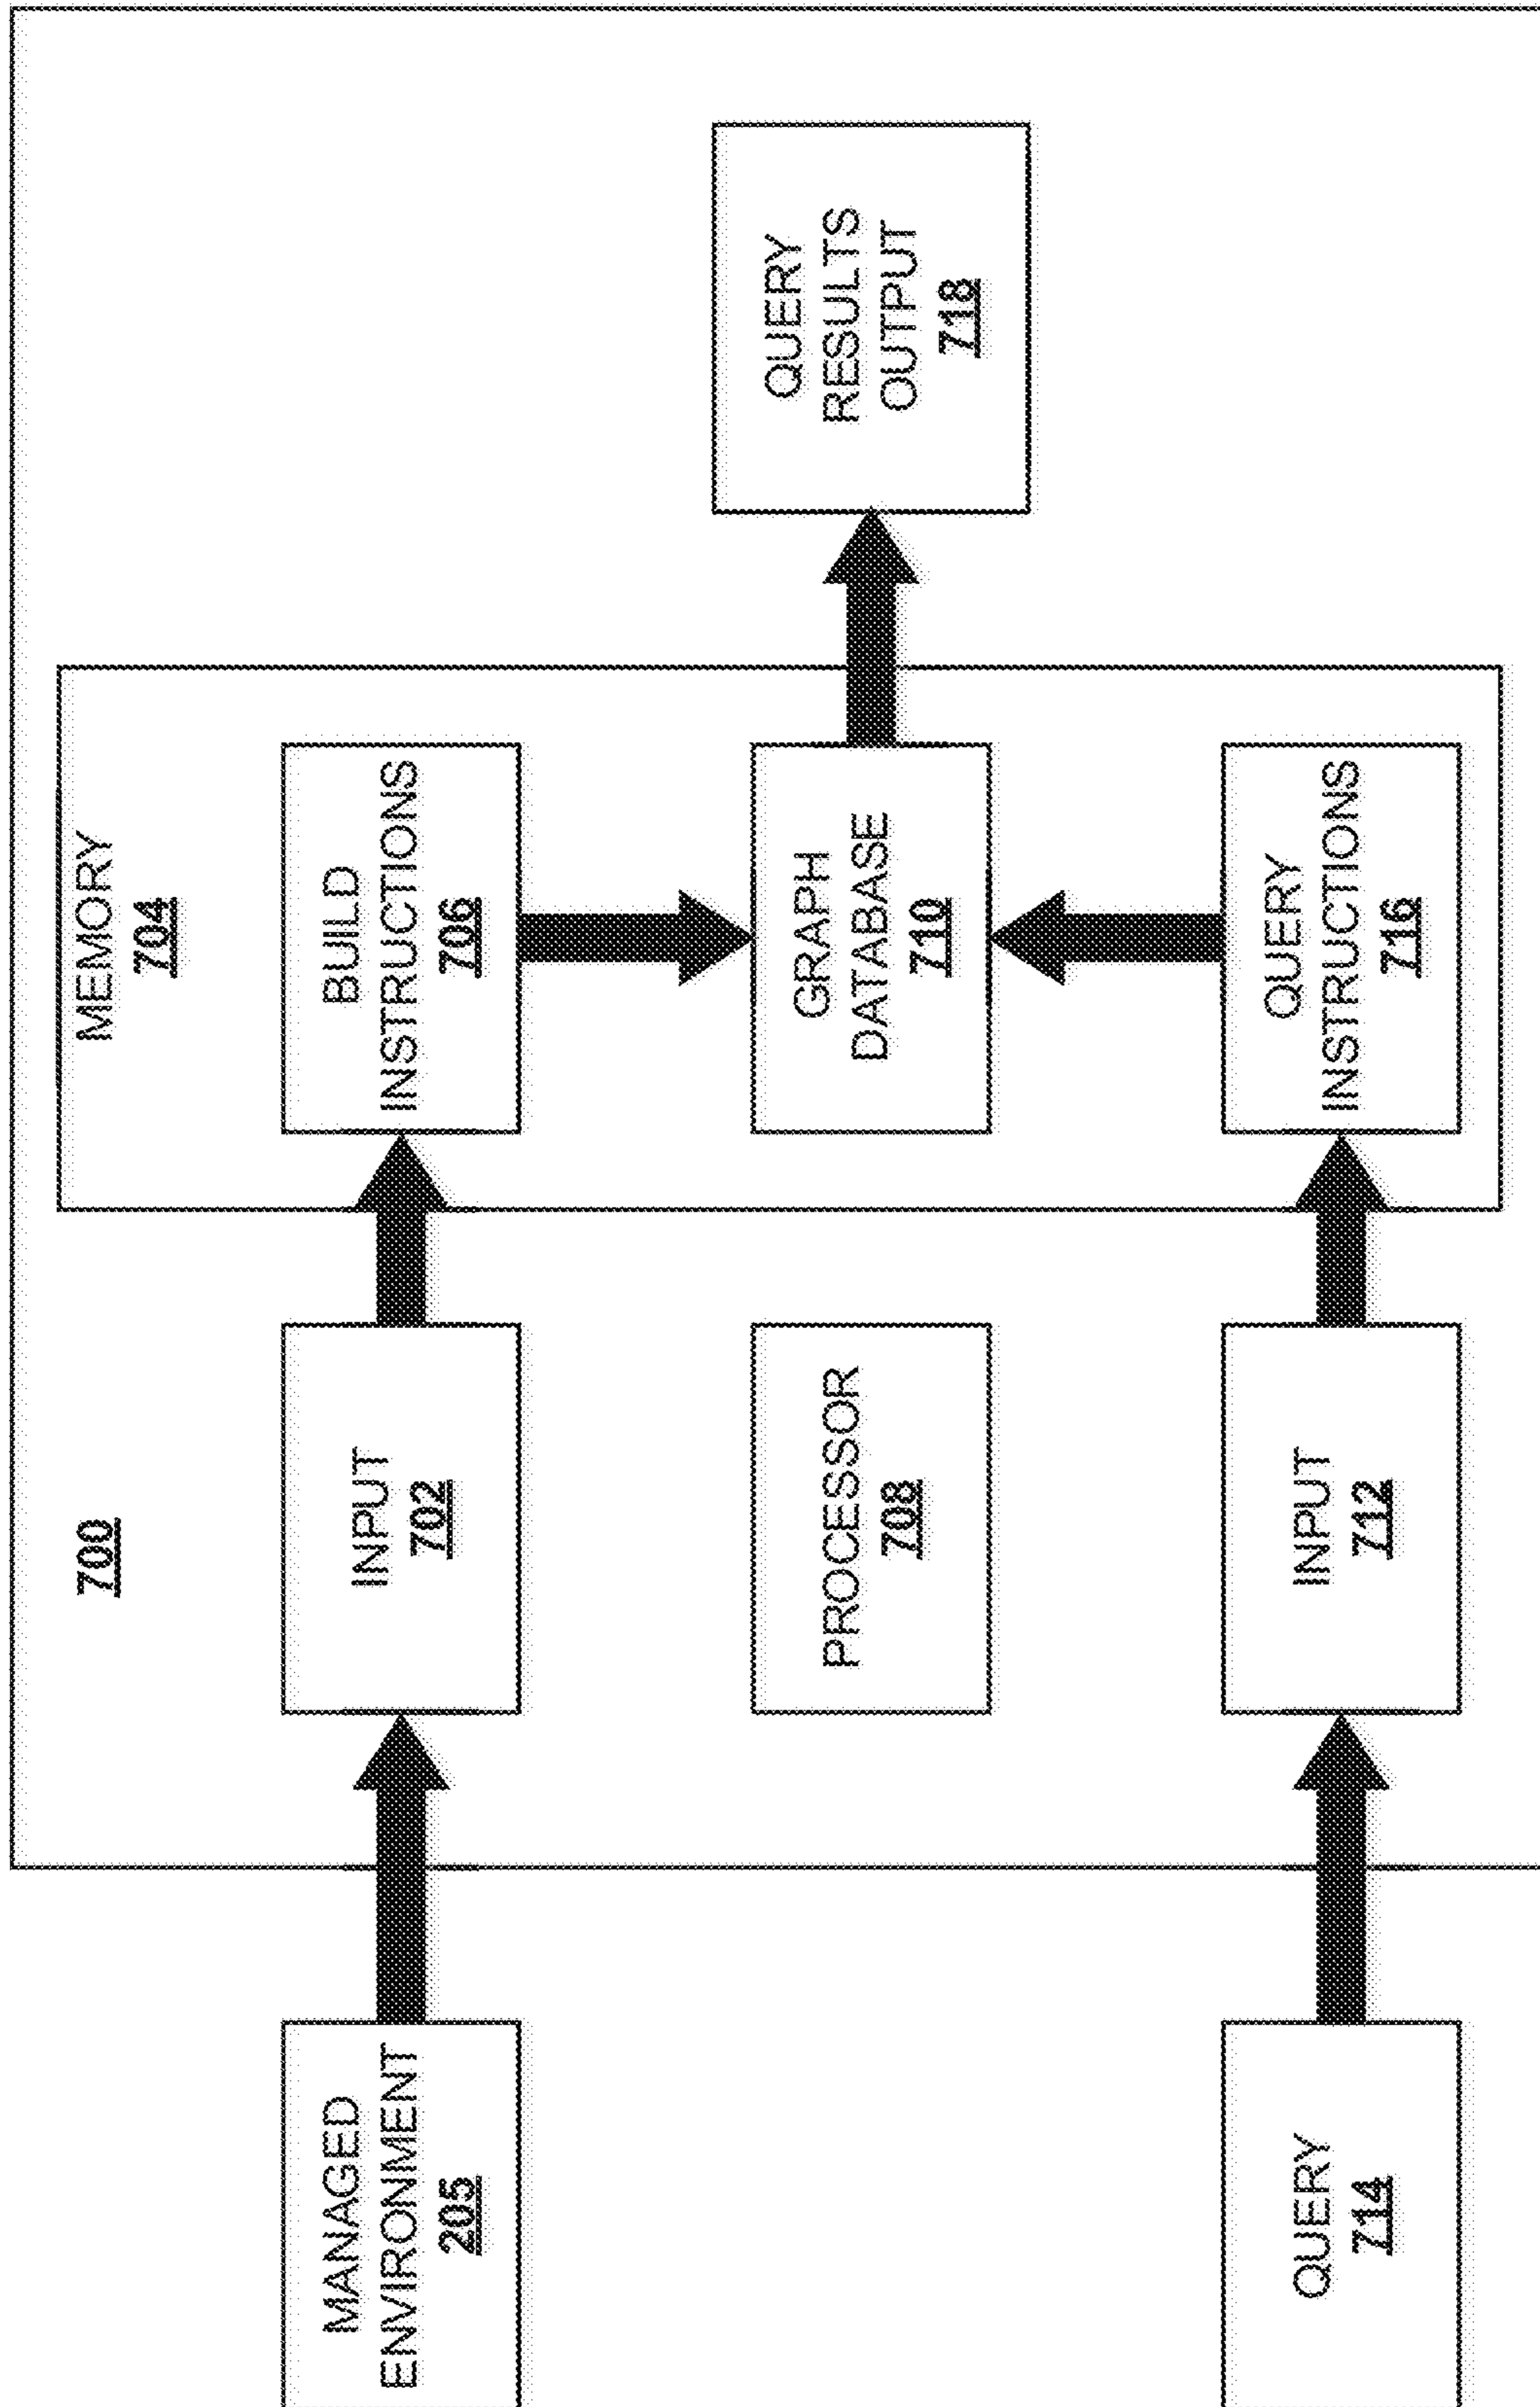 700
MEMORY
704
MANAGED
ENVIRONMENT
205
INPUT
702
BUILD
INSTRUCTIONS
706
PROCESSOR
708
GRAPH
DATABASE
710
QUERY
RESULTS
OUTPUT
718
QUERY
714
INPUT
712
QUERY
INSTRUCTIONS
716